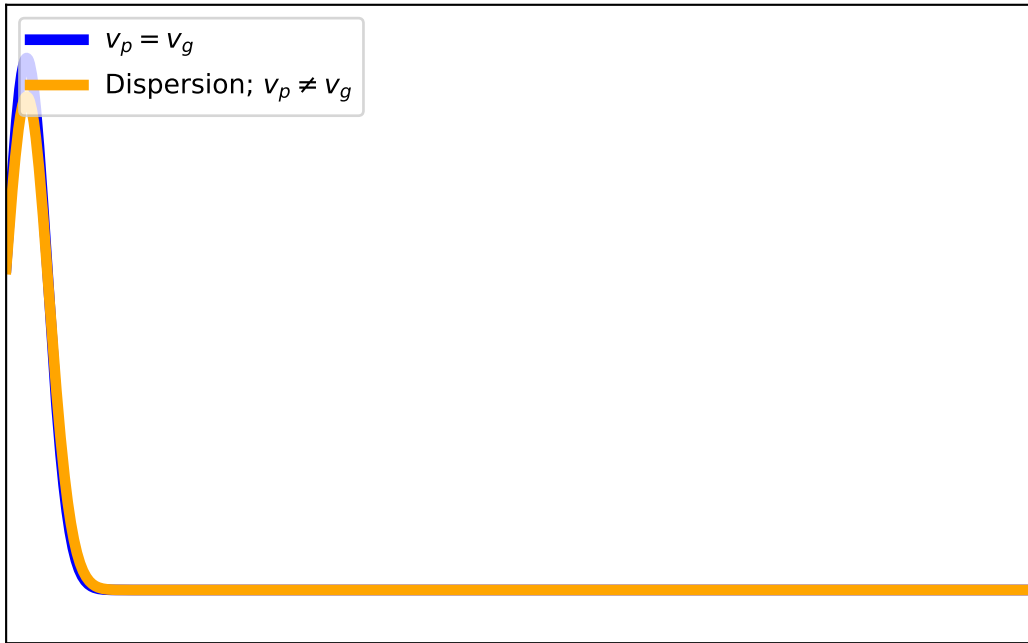 v_p = v_g
Dispersion; v_p ≠ v_g